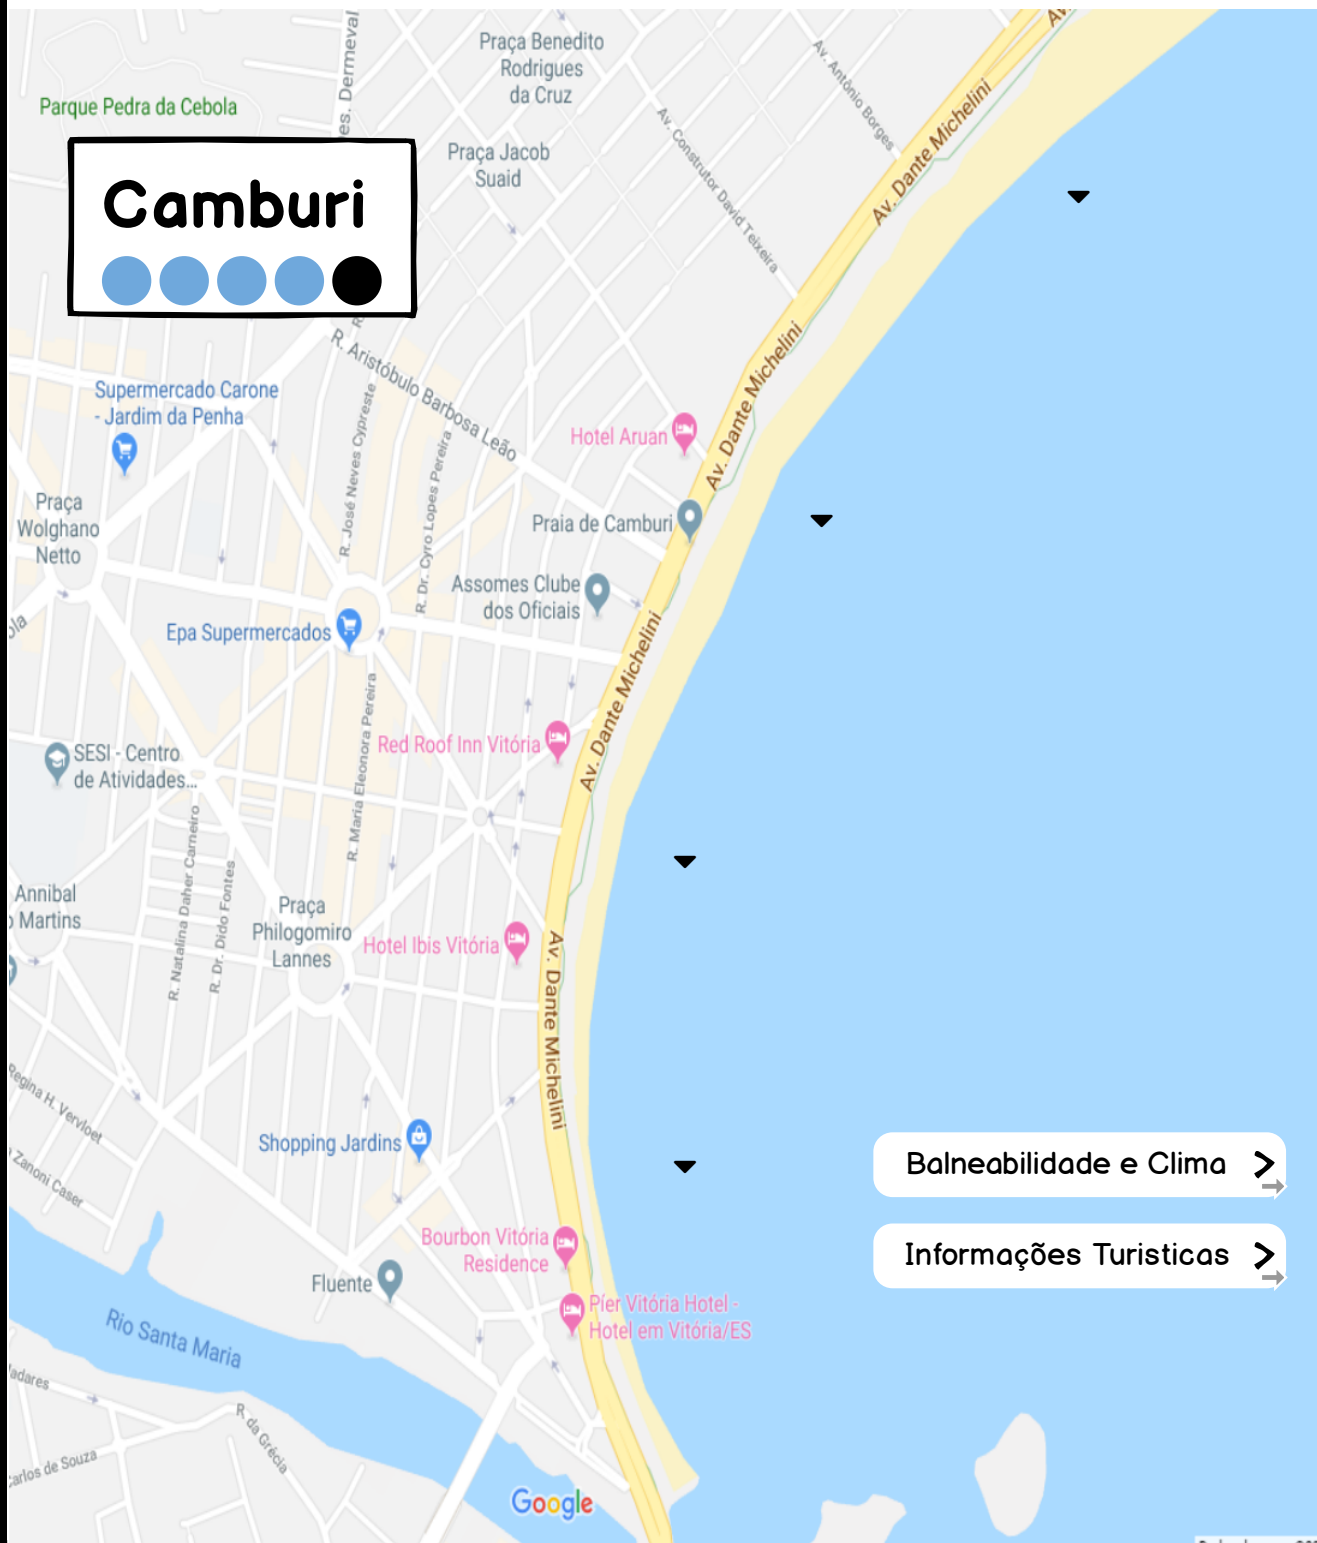 Av.
Praça Benedito
Rodrigues
da Cruz
Av. Antônio Borges
es. Dermeval
Parque Pedra da Cebola
Av. Dante Michelini
Praça Jacob
Suaid
Av. Construtor David Teixeira
Camburi
R. Aristóbulo Barbosa Leão
Av. Dante Michelini
Supermercado Carone
- Jardim da Penha
R. José Neves Cypreste
Hotel Aruan
R. Dr. Cyro Lopes Pereira
Praça
Wolghano
Netto
Praia de Camburi
Assomes Clube
dos Oficiais
ola
Epa Supermercados
Av. Dante Michelini
R. Maria Eleonora Pereira
Red Roof Inn Vitória
SESI - Centro
de Atividades...
R. Natalina Daher Carneiro
R. Dr. Dido Fontes
Annibal
o Martins
Praça
Philogomiro
Lannes
Hotel Ibis Vitória
Av. Dante Michelini
Regina H. Vervloet
Shopping Jardins
Zanoni Caser
Balneabilidade e Clima
Bourbon Vitória
Residence
Informações Turisticas
Fluente
Píer Vitória Hotel -
Hotel em Vitória/ES
Rio Santa Maria
ladares
R. da Grécia
Carlos de Souza
Google